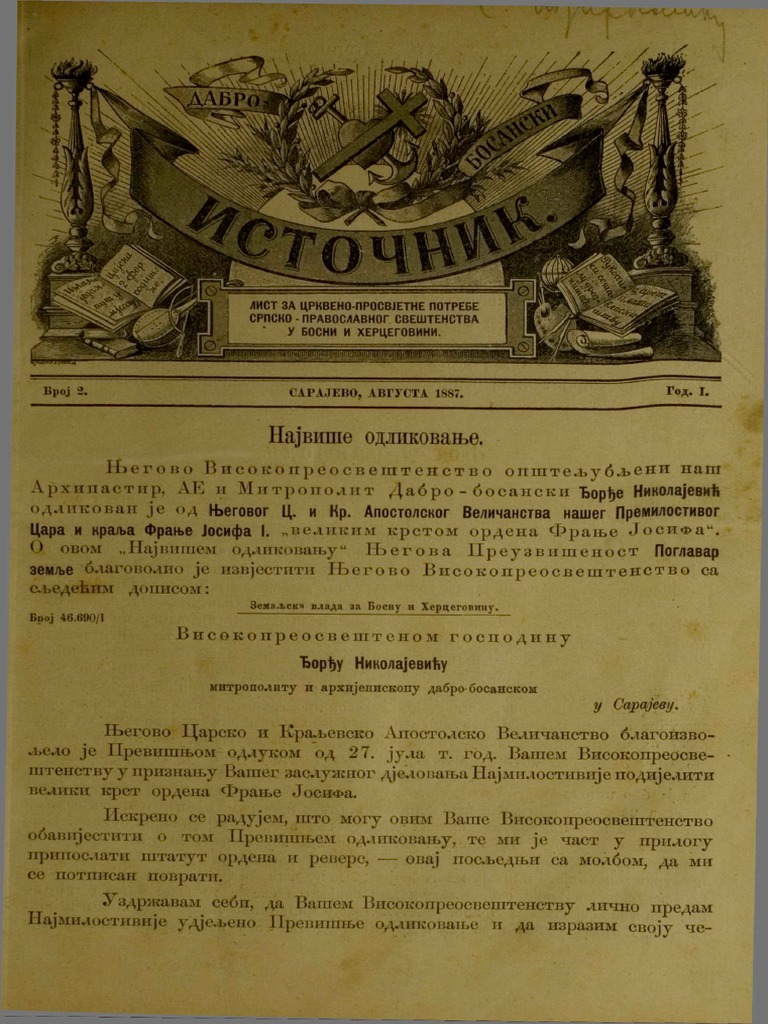 ДАБРО-
БОСАНСКИ
ИСТОЧНИК.
ЛИСТ ЗА ЦРКВЕНО-ПРОСВЈЕТНЕ ПОТРЕБЕ
СРПСКО-ПРАВОСЛАВНОГ СВЕШТЕНСТВА
У БОСНИ И ХЕРЦЕГОВИНИ.
Број 2.
САРАЈЕВО, АВГУСТА 1887.
Год. I.
Највише одликовање.
Његово Високопреосвештенство општељубљени наш
Архипастир, АЕ и Митрополит Дабро-босански Ђорђе Николајевић
одликован је од Његовог Ц. и Кр. Апостолског Величанства нашег Премилостивог
Цара и краља Фрање Јосифа I. „великим крстом ордена Фрање Јосифа“.
О овом „Највишем одликовању“ Његова Преузвишеност Поглавар
земље благоволио је извјестити Његово Високопреосвештенство са
сљедећим дописом:
Земаљска влада за Босну и Херцеговину.
Број 46.690/I
Високопреосвештеном господину
Ђорђу Николајевићу
митрополиту и архијепископу дабро-босанском
у Сарајеву.
Његово Царско и Краљевско Апостолско Величанство благоизво-
љело је Превишњом одлуком од 27. јула т. год. Вашем Високопреосве-
штенству у признању Вашег заслужног дјеловања Најмилостивије подијелити
велики крст ордена Фрање Јосифа.
Искрено се радујем, што могу овим Ваше Високопреосвештенство
обавијестити о том Превишњем одликовању, те ми је част у прилогу
припослати штатут ордена и реверс, — овај посљедњи са молбом, да ми
се потписан поврати.
Уздржавам себи, да Вашем Високопреосвештенству лично предам
Најмилостивије удјељено Превишње одликовање и да изразим своју че-